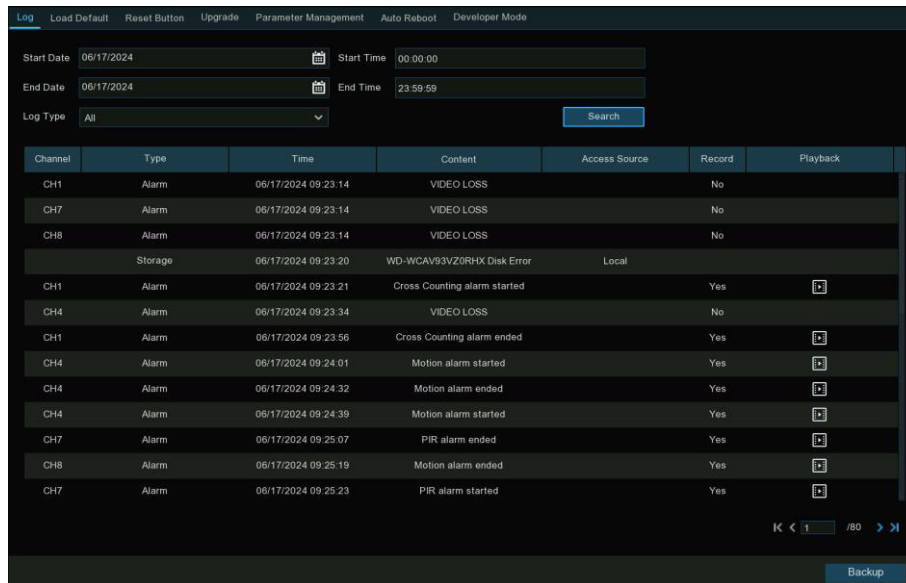 Log Load Default Reset Button Upgrade Parameter Management Auto Reboot Developer Mode
Start Date 06/17/2024 Start Time 00:00:00
End Date 06/17/2024 End Time 23:59:59
Log Type All Search
Channel Type Time Content Access Source Record Playback
CH1 Alarm 06/17/2024 09:23:14 VIDEO LOSS No
CH7 Alarm 06/17/2024 09:23:14 VIDEO LOSS No
CH8 Alarm 06/17/2024 09:23:14 VIDEO LOSS No
Storage 06/17/2024 09:23:20 WD-WCAV93VZ0RHX Disk Error Local
CH1 Alarm 06/17/2024 09:23:21 Cross Counting alarm started Yes
CH4 Alarm 06/17/2024 09:23:34 VIDEO LOSS No
CH1 Alarm 06/17/2024 09:23:56 Cross Counting alarm ended Yes
CH4 Alarm 06/17/2024 09:24:01 Motion alarm started Yes
CH4 Alarm 06/17/2024 09:24:32 Motion alarm ended Yes
CH4 Alarm 06/17/2024 09:24:39 Motion alarm started Yes
CH7 Alarm 06/17/2024 09:25:07 PIR alarm ended Yes
CH8 Alarm 06/17/2024 09:25:19 Motion alarm ended Yes
CH7 Alarm 06/17/2024 09:25:23 PIR alarm started Yes
1 /80
Backup